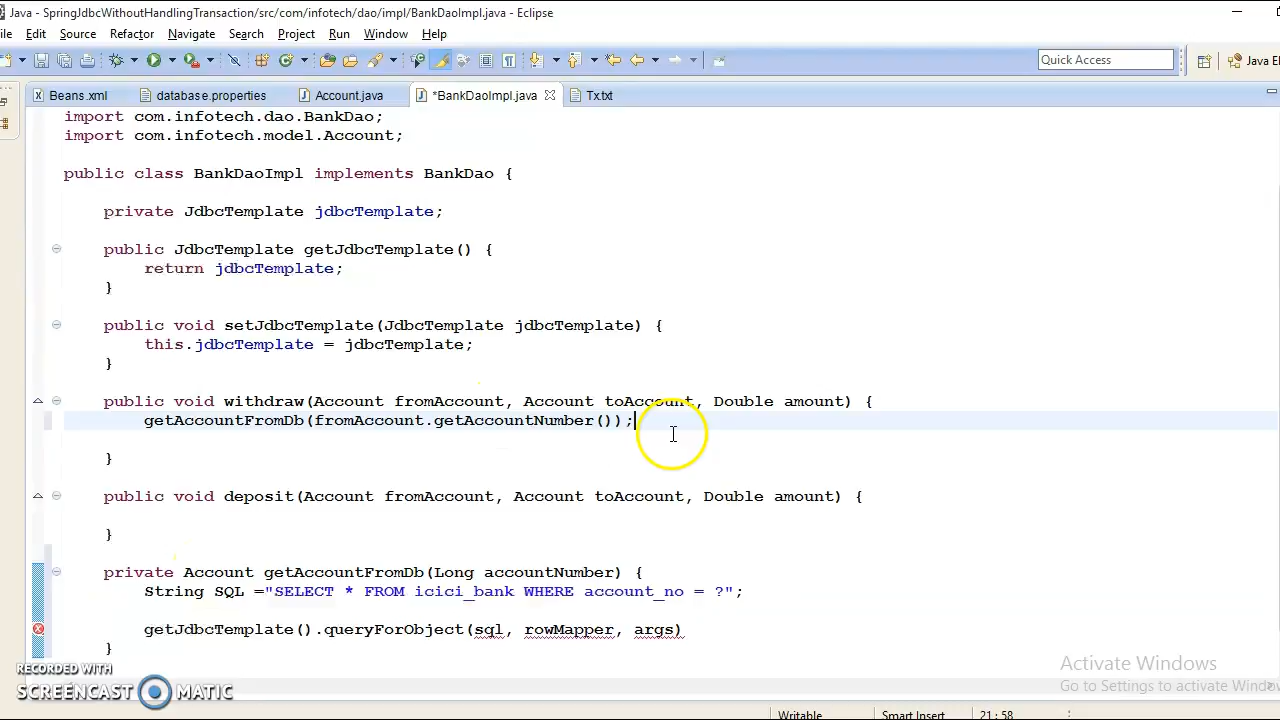 Java - SpringJdbcWithoutHandlingTransaction/src/com/infotech/dao/impl/BankDaoImpl.java - Eclipse
Edit Source Refactor Navigate Search Project Run Window Help
Quick Access
Beans.xml database.properties Account.java *BankDaoImpl.java Tx.txt
import com.infotech.dao.BankDao;
import com.infotech.model.Account;
public class BankDaoImpl implements BankDao {
private JdbcTemplate jdbcTemplate;
public JdbcTemplate getJdbcTemplate() {
return jdbcTemplate;
}
public void setJdbcTemplate(JdbcTemplate jdbcTemplate) {
this.jdbcTemplate = jdbcTemplate;
}
public void withdraw(Account fromAccount, Account toAccount, Double amount) {
getAccountFromDb(fromAccount.getAccountNumber());
}
public void deposit(Account fromAccount, Account toAccount, Double amount) {
}
private Account getAccountFromDb(Long accountNumber) {
String SQL ="SELECT * FROM icici_bank WHERE account_no = ?";
getJdbcTemplate().queryForObject(sql, rowMapper, args)
}
RECORDED WITH
SCREENCAST MATIC
Activate Windows
Go to Settings to activate
Writable Smart Insert 21 : 58